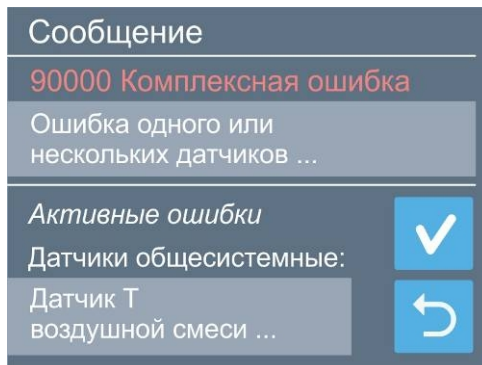 Сообщение
90000 Комплексная ошибка
Ошибка одного или
нескольких датчиков ...
Активные ошибки
Датчики общесистемные:
Датчик Т
воздушной смеси ...